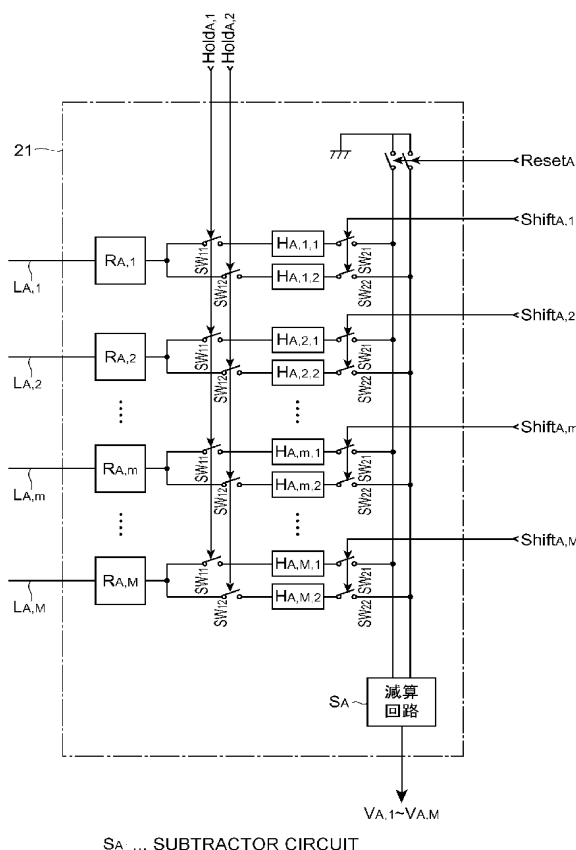 HoldA,1
HoldA,2
21
ResetA
ShiftA.1
RA,1
SW11
HA,1,1
SW21
LA,1
SW12
HA,1,2
SW22
ShiftA,2
RA,2
SW11
HA,2,1
SW21
LA,2
SW12
HA,2,2
SW22
ShiftA,m
RA,m
SW11
HA,m,1
SW21
LA,m
SW12
HA,m,2
SW22
ShiftA,M
RA,M
SW11
HA,M,1
SW21
LA,M
SW12
HA,M,2
SW22
SA
減算
回路
VA,1~VA,M
SA ... SUBTRACTOR CIRCUIT